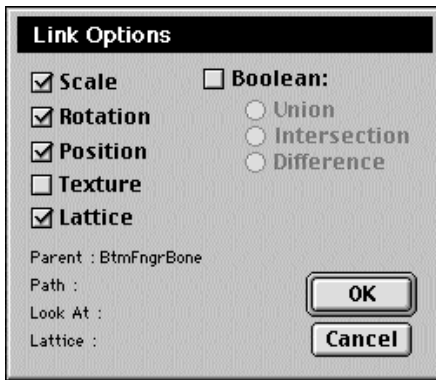 Link Options
Scale
Rotation
Position
Texture
Lattice
Boolean:
Union
Intersection
Difference
Parent : BtmFngrBone
Path :
Look At :
Lattice :
OK
Cancel